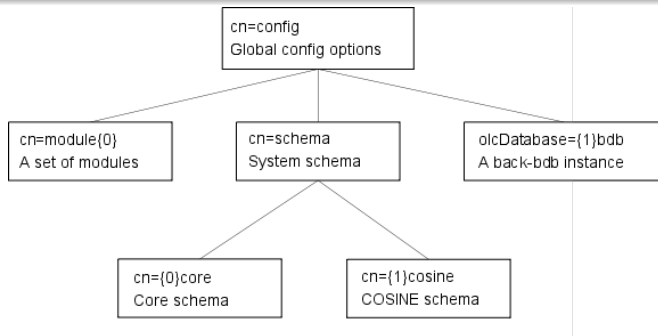 cn=config
Global config options
cn=module{0}
A set of modules
cn=schema
System schema
olcDatabase={1}bdb
A back-bdb instance
cn={0}core
Core schema
cn={1}cosine
COSINE schema